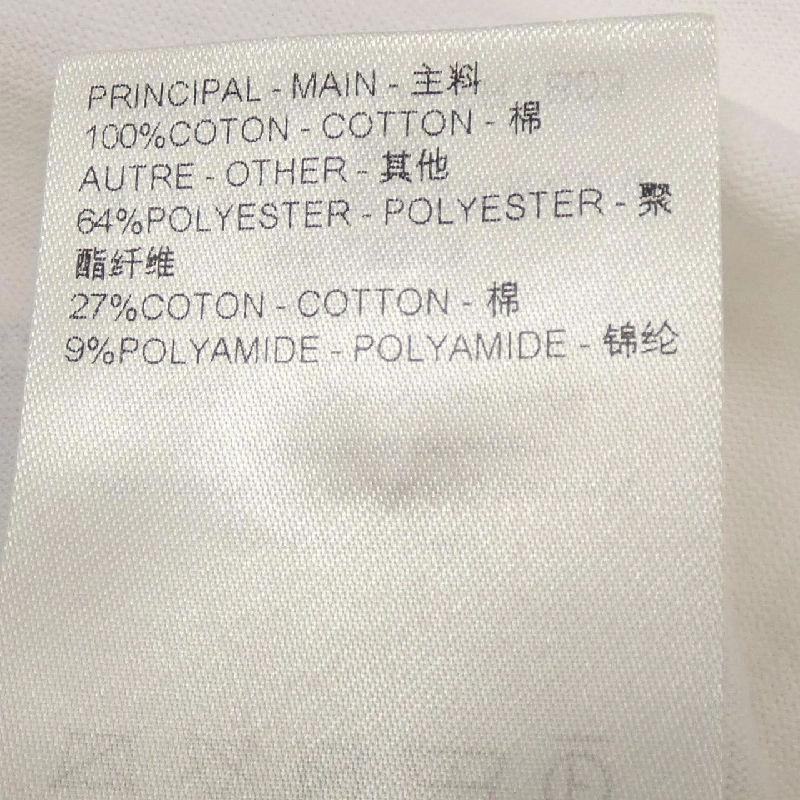 PRINCIPAL - MAIN - 主料
100%COTON - COTTON - 棉
AUTRE - OTHER - 其他
64%POLYESTER - POLYESTER - 聚
酯纤维
27%COTON - COTTON - 棉
9%POLYAMIDE - POLYAMIDE - 锦纶